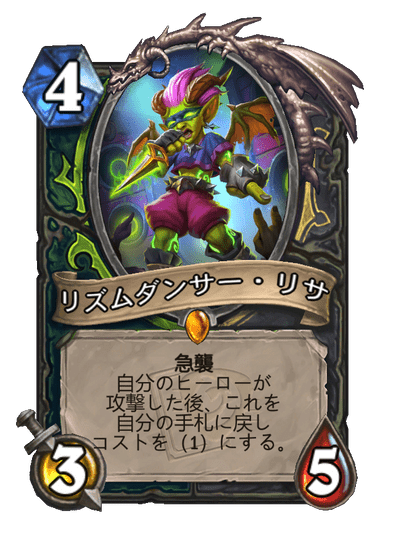 4
リズムダンサー・リサ
急襲
自分のヒーローが
攻撃した後、これを
自分の手札に戻し
コストを (1) にする。
3
5